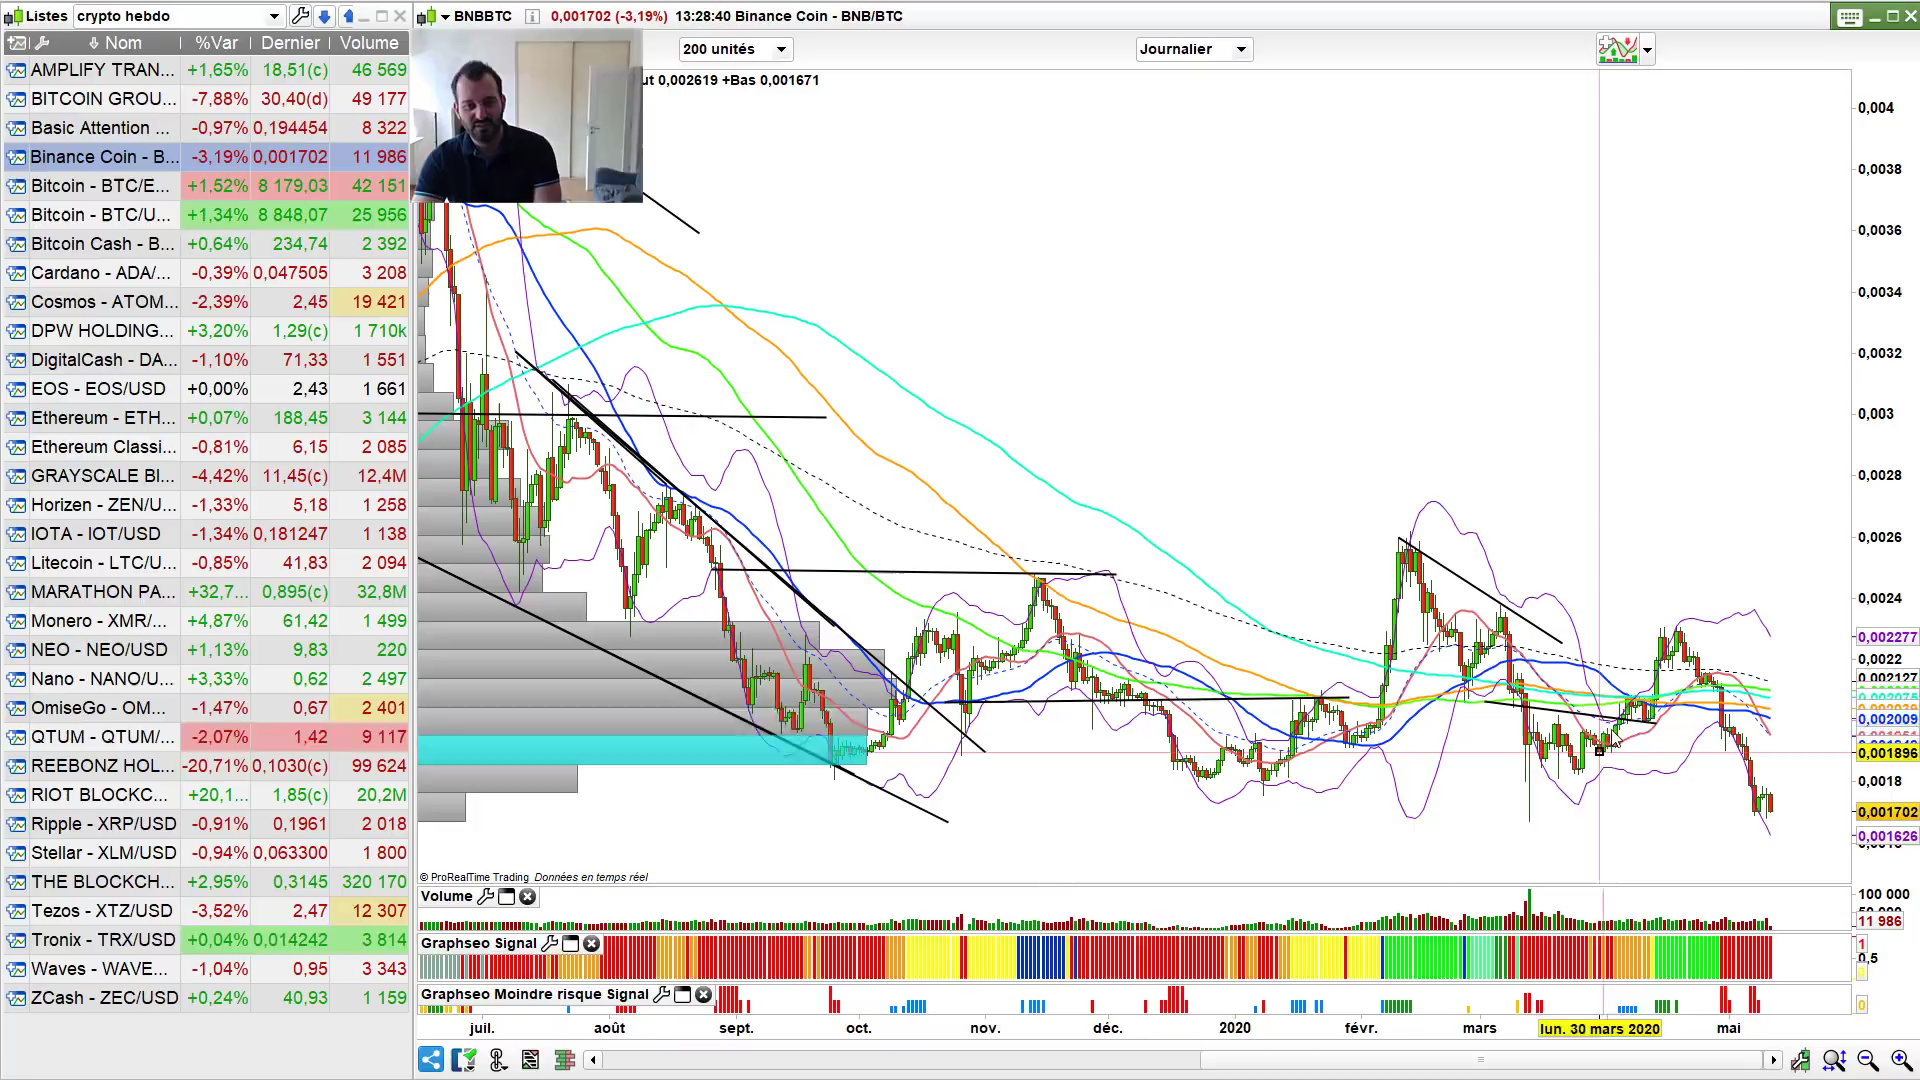 Listes crypto hebdo
Nom %Var Dernier Volume
AMPLIFY TRAN... +1,65% 18,51(c) 46 569
BITCOIN GROU... -7,88% 30,40(d) 49 177
Basic Attention ... -0,97% 0,194454 8 322
Binance Coin - B... -3,19% 0,001702 11 986
Bitcoin - BTC/E... +1,52% 8 179,03 42 151
Bitcoin - BTC/U... +1,34% 8 848,07 25 956
Bitcoin Cash - B... +0,64% 234,74 2 392
Cardano - ADA/... -0,39% 0,047505 3 208
Cosmos - ATOM... -2,39% 2,45 19 421
DPW HOLDING... +3,20% 1,29(c) 1 710k
DigitalCash - DA... -1,10% 71,33 1 551
EOS - EOS/USD +0,00% 2,43 1 661
Ethereum - ETH... +0,07% 188,45 3 144
Ethereum Classi... -0,81% 6,15 2 085
GRAYSCALE BI... -4,42% 11,45(c) 12,4M
Horizen - ZEN/U... -1,33% 5,18 1 258
IOTA - IOT/USD -1,34% 0,181247 1 138
Litecoin - LTC/U... -0,85% 41,83 2 094
MARATHON PA... +32,7... 0,895(c) 32,8M
Monero - XMR/... +4,87% 61,42 1 499
NEO - NEO/USD +1,13% 9,83 220
Nano - NANO/U... +3,33% 0,62 2 497
OmiseGo - OM... -1,47% 0,67 2 401
QTUM - QTUM/... -2,07% 1,42 9 117
REEBONZ HOL... -20,71% 0,1030(c) 99 624
RIOT BLOCKC... +20,1... 1,85(c) 20,2M
Ripple - XRP/USD -0,91% 0,1961 2 018
Stellar - XLM/USD -0,94% 0,063300 1 800
THE BLOCKCH... +2,95% 0,3145 320 170
Tezos - XTZ/USD -3,52% 2,47 12 307
Tronix - TRX/USD +0,04% 0,014242 3 814
Waves - WAVE... -1,04% 0,95 3 343
ZCash - ZEC/USD +0,24% 40,93 1 159
BNBBTC 0,001702 (-3,19%) 13:28:40 Binance Coin - BNB/BTC
200 unités Journalier
ut 0,002619 +Bas 0,001671
0,004
0,0038
0,0036
0,0034
0,0032
0,003
0,0028
0,0026
0,0024
0,002277
0,0022
0,002127
0,002009
0,001896
0,0018
0,001702
0,001626
© ProRealTime Trading Données en temps réel
Volume
100 000
11 986
Graphseo Signal
1
0,5
Graphseo Moindre risque Signal
0
juil. août sept. oct. nov. déc. 2020 févr. mars lun. 30 mars 2020 mai